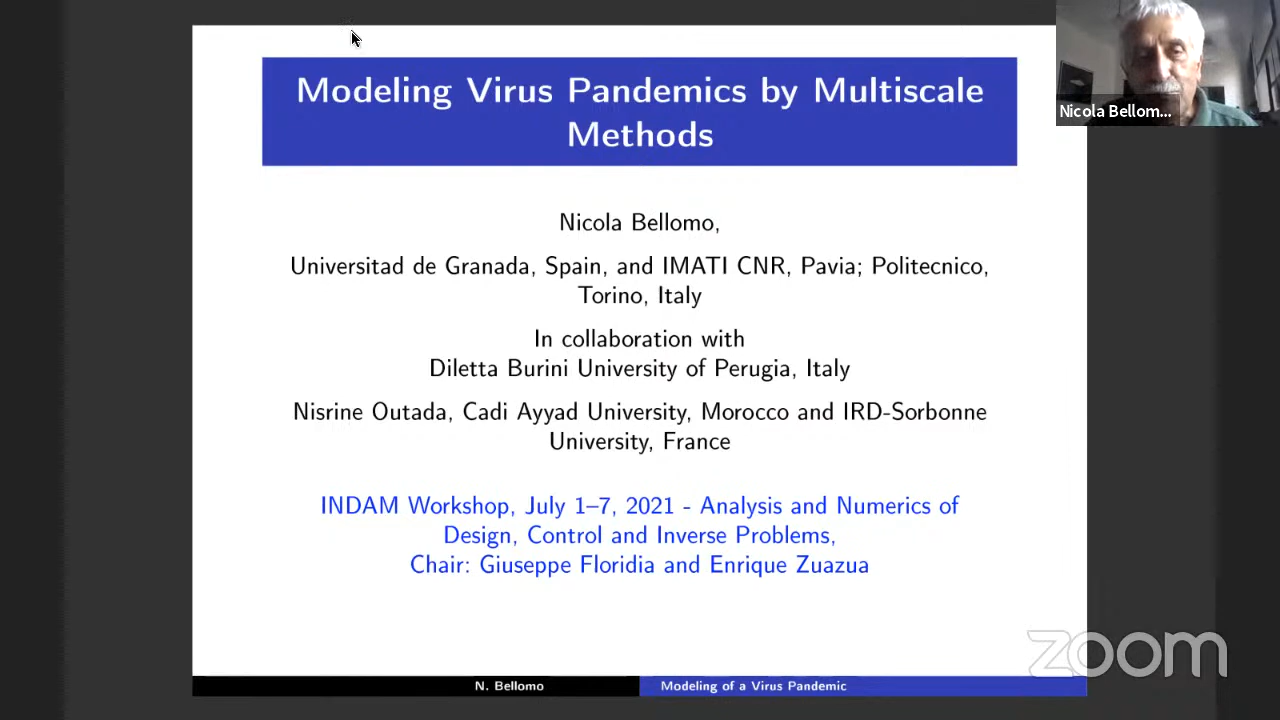 Modeling Virus Pandemics by Multiscale
Methods
Nicola Bellom...
Nicola Bellomo,
Universitad de Granada, Spain, and IMATI CNR, Pavia; Politecnico,
Torino, Italy
In collaboration with
Diletta Burini University of Perugia, Italy
Nisrine Outada, Cadi Ayyad University, Morocco and IRD-Sorbonne
University, France
INDAM Workshop, July 1–7, 2021 - Analysis and Numerics of
Design, Control and Inverse Problems,
Chair: Giuseppe Floridia and Enrique Zuazua
zoom
N. Bellomo
Modeling of a Virus Pandemic